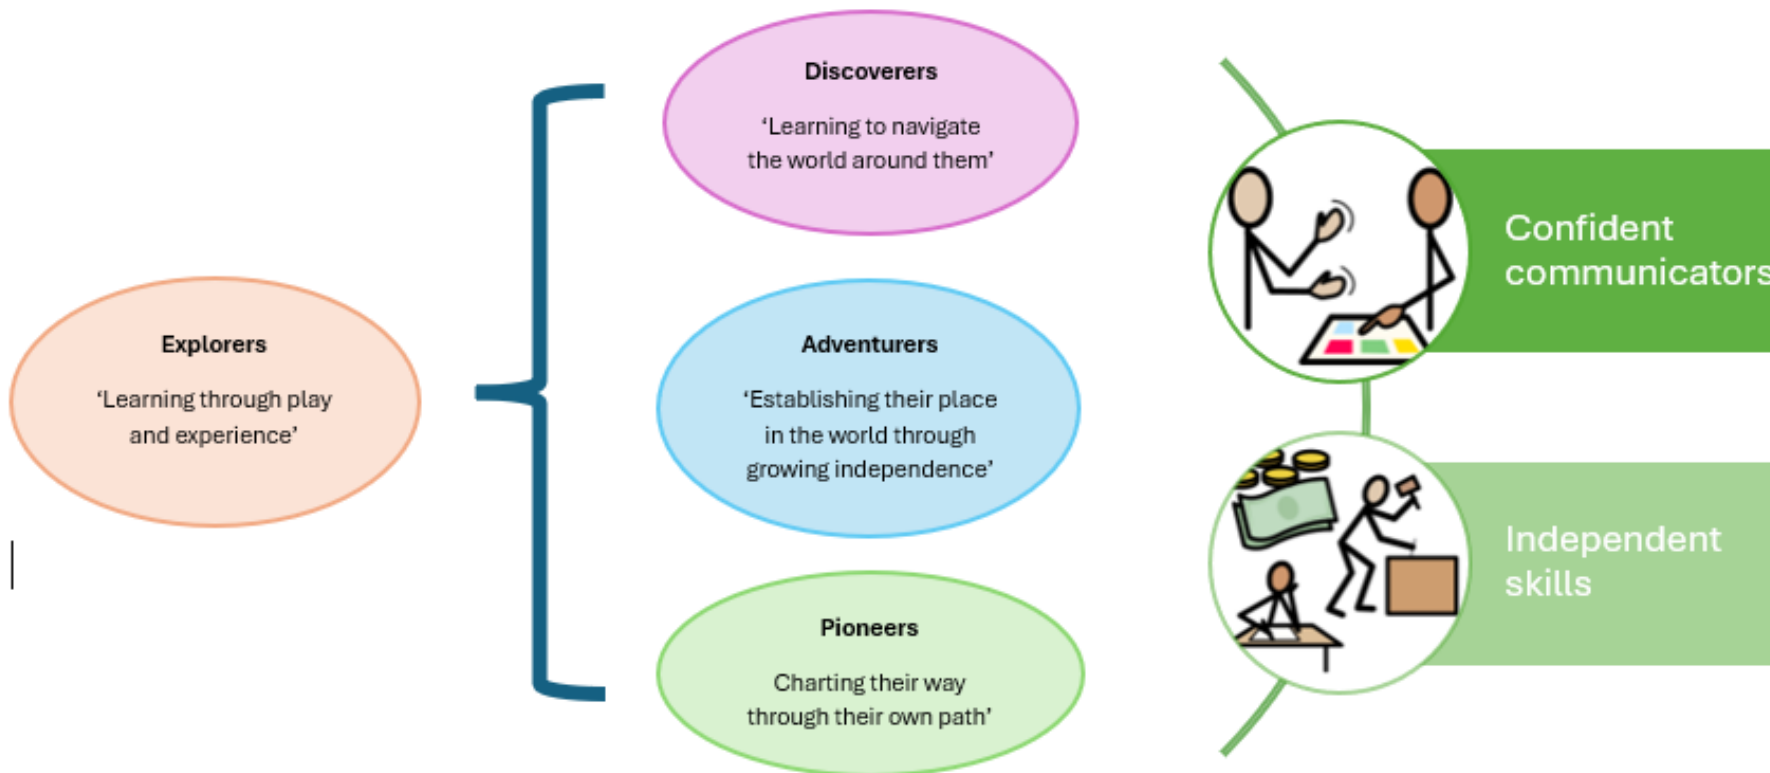 Explorers
‘Learning through play
and experience’
Discoverers
‘Learning to navigate
the world around them’
Adventurers
‘Establishing their place
in the world through
growing independence’
Pioneers
Charting their way
through their own path’
Confident
communicators
Independent
skills